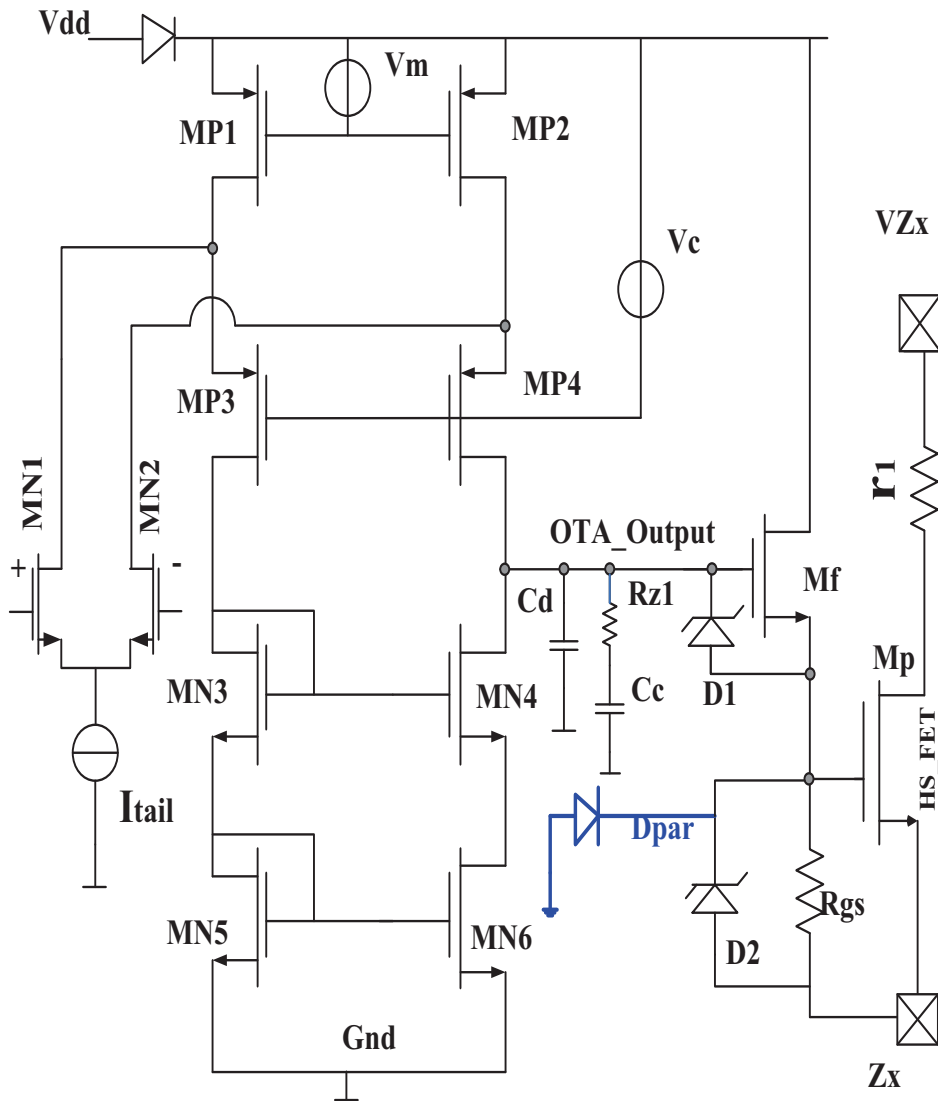 Vdd
Vm
MP1
MP2
VZx
Vc
MP3
MP4
r1
MN1
MN2
+
-
OTA_Output
Cd
Rz1
Mf
Mp
MN3
MN4
Cc
D1
HS_FET
Itail
Dpar
Rgs
MN5
MN6
D2
Gnd
Zx